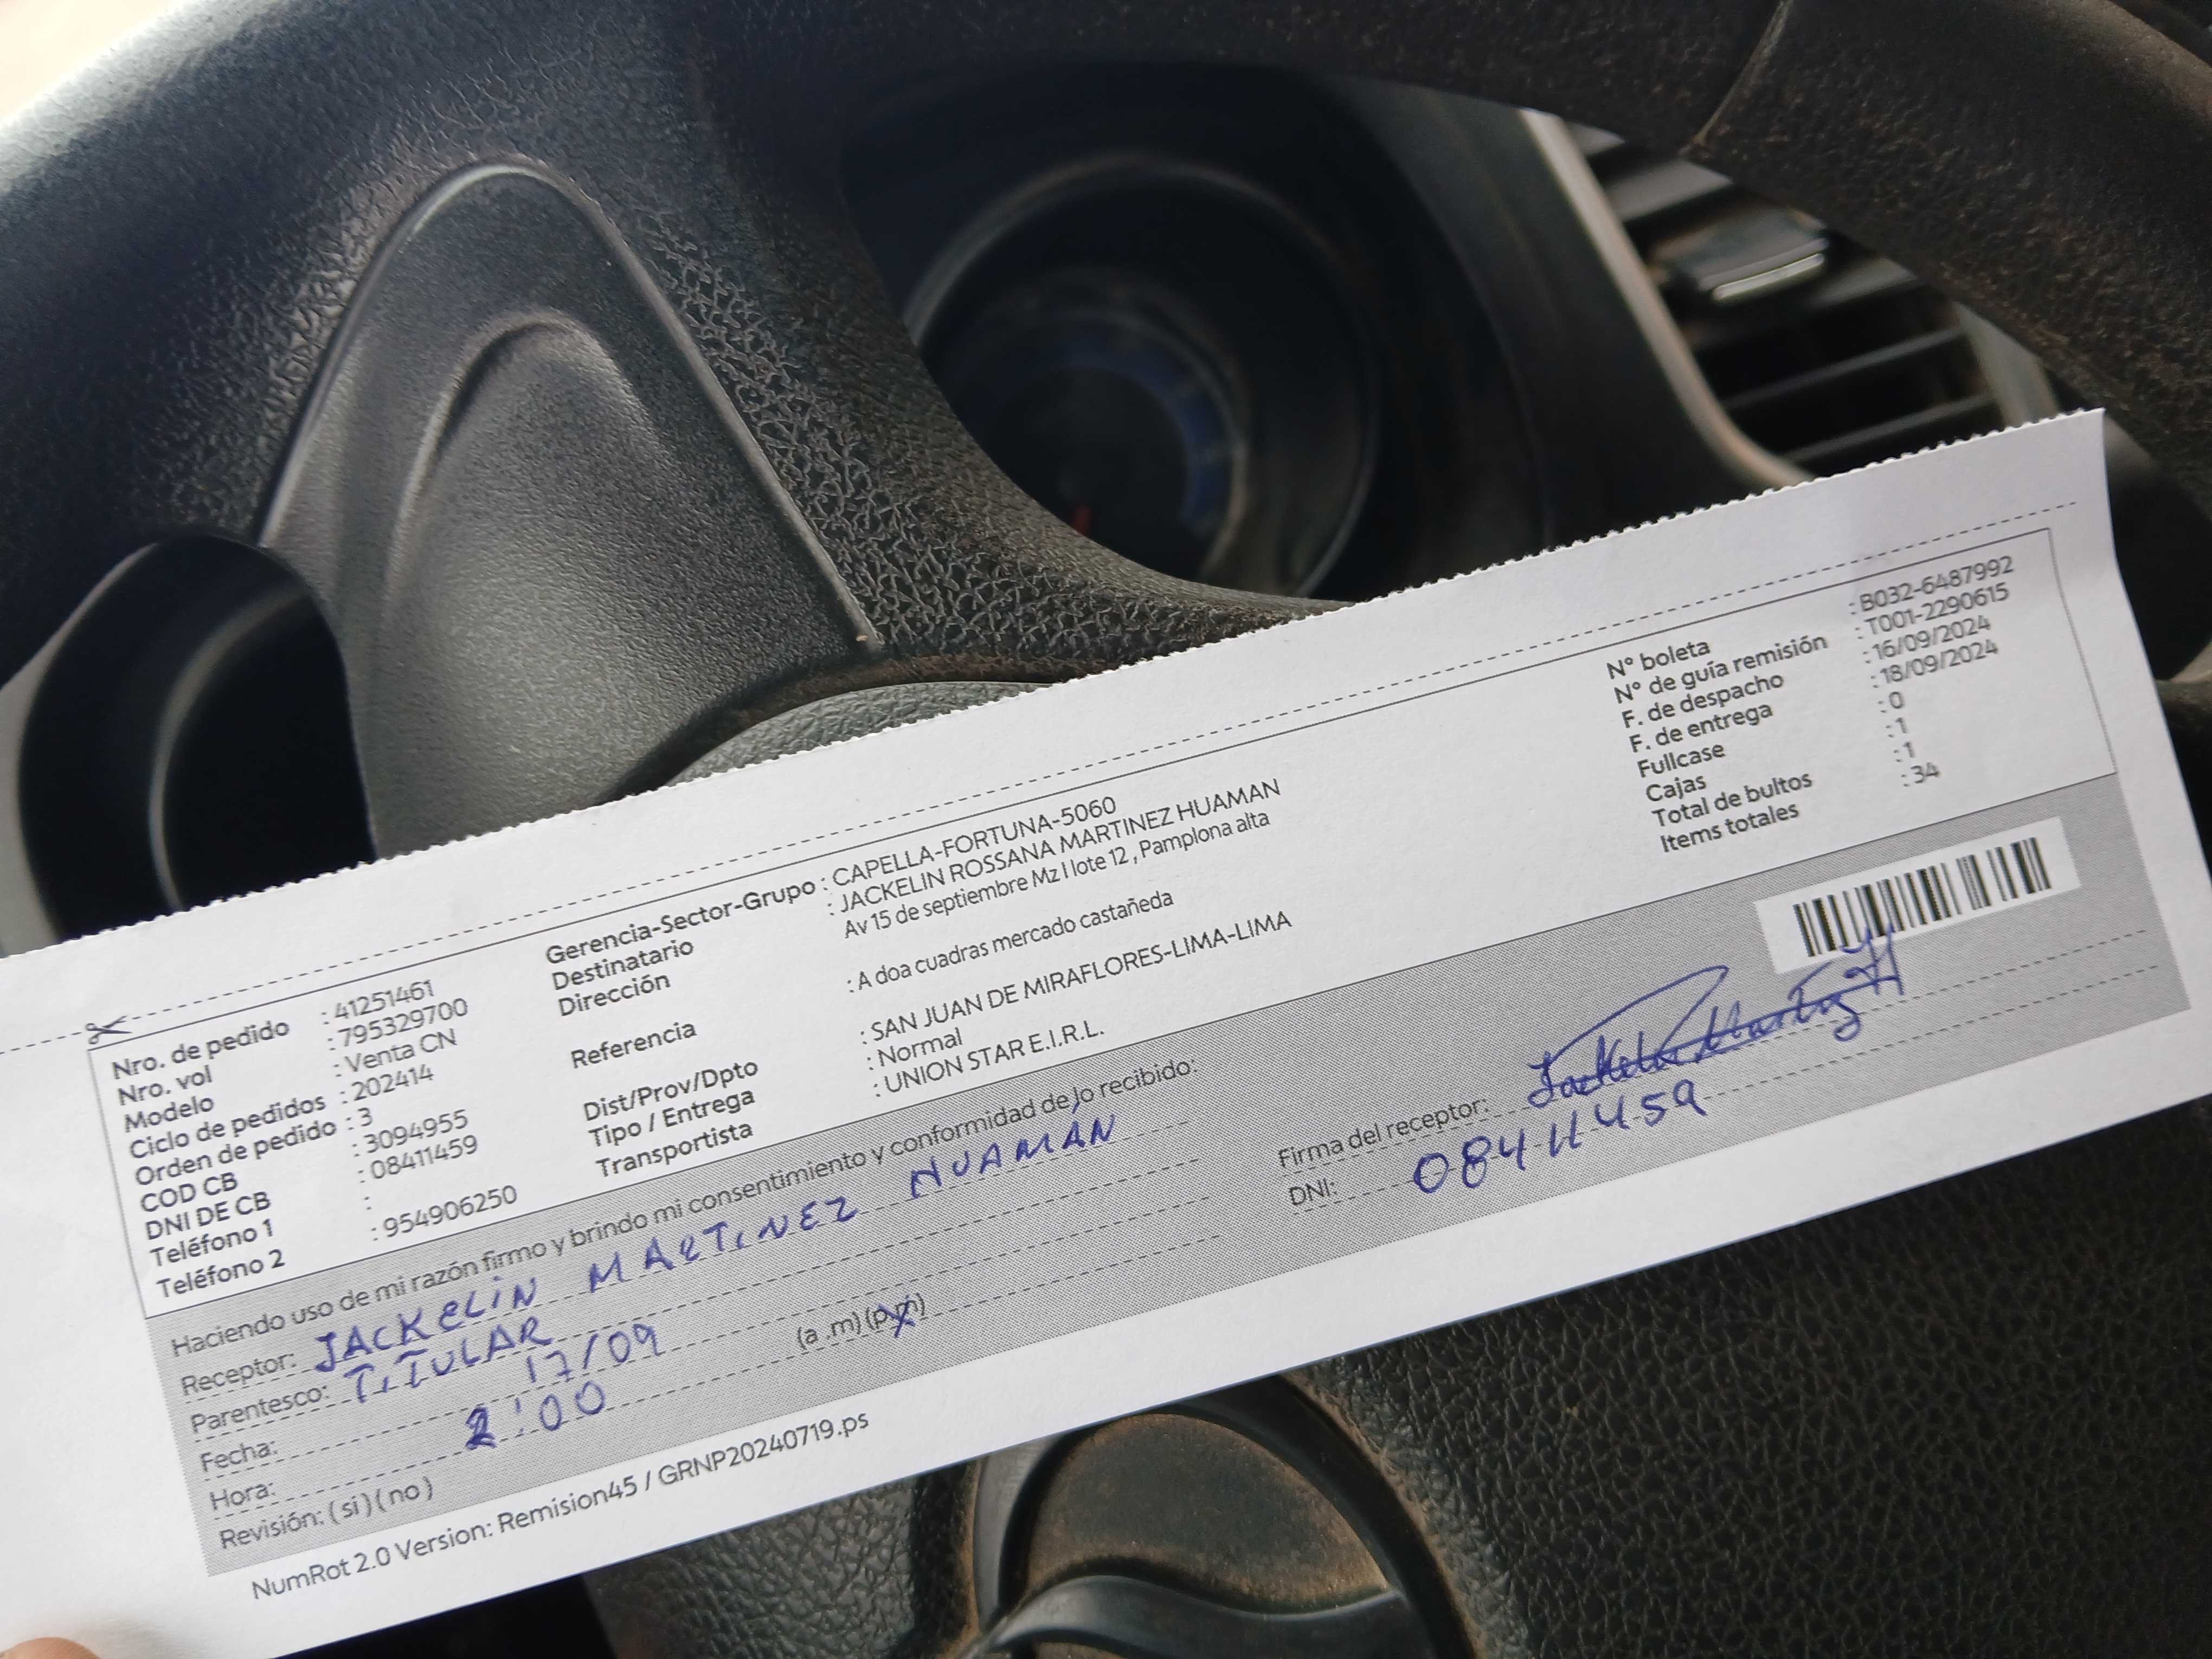 Nro. de pedido : 41251461
Nro. vol : 795329700
Modelo : Venta CN
Ciclo de pedidos : 202414
Orden de pedido : 3
COD CB : 3094955
DNI DE CB : 08411459
Teléfono 1 :
Teléfono 2 : 954906250
Gerencia-Sector-Grupo : CAPELLA-FORTUNA-5060
Destinatario : JACKELIN ROSSANA MARTINEZ HUAMAN
Dirección Av 15 de septiembre Mz I lote 12 , Pamplona alta
Referencia : A doa cuadras mercado castañeda
Dist/Prov/Dpto : SAN JUAN DE MIRAFLORES-LIMA-LIMA
Tipo / Entrega : Normal
Transportista : UNION STAR E.I.R.L.
N° boleta : B032-6487992
N° de guía remisión : T001-2290615
F. de despacho : 16/09/2024
F. de entrega : 18/09/2024
Fullcase : 0
Cajas : 1
Total de bultos : 1
Items totales : 34
Haciendo uso de mi razón firmo y brindo mi consentimiento y conformidad de lo recibido:
Receptor: JACKELIN MARTINEZ HUAMÁN
Parentesco: TITULAR
Fecha: 17/09
Hora: 2:00 (a .m) (p.m)
Revisión: ( si ) ( no )
Firma del receptor: Jackelin Martinez H
DNI: 08411459
NumRot 2.0 Version: Remision45 / GRNP20240719.ps